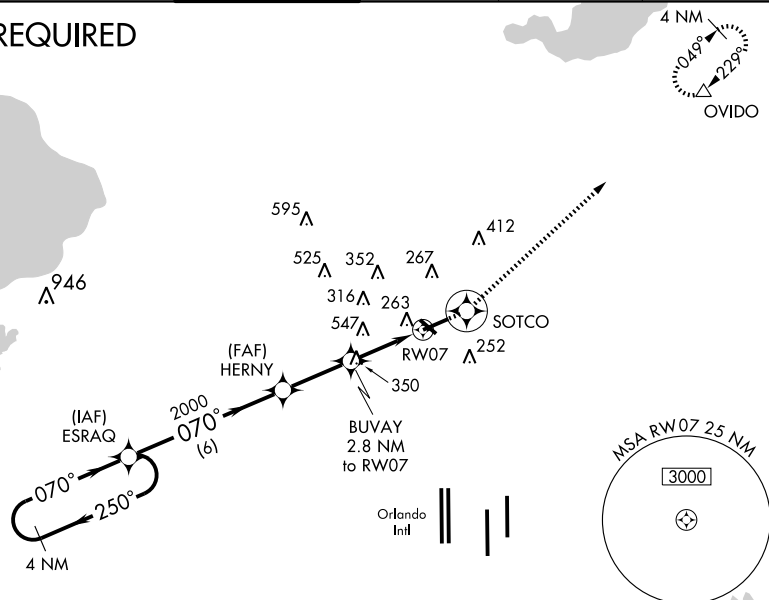 REQUIRED
4 NM
049°
229°
OVIDO
595
412
525
352
267
946
316
263
547
SOTCO
RW07
252
(FAF)
HERNY
350
2000
070°
(6)
(IAF)
ESRAQ
BUVAY
2.8 NM
to RW07
MSA RW07 25 NM
3000
070°
250°
Orlando
Intl
4 NM